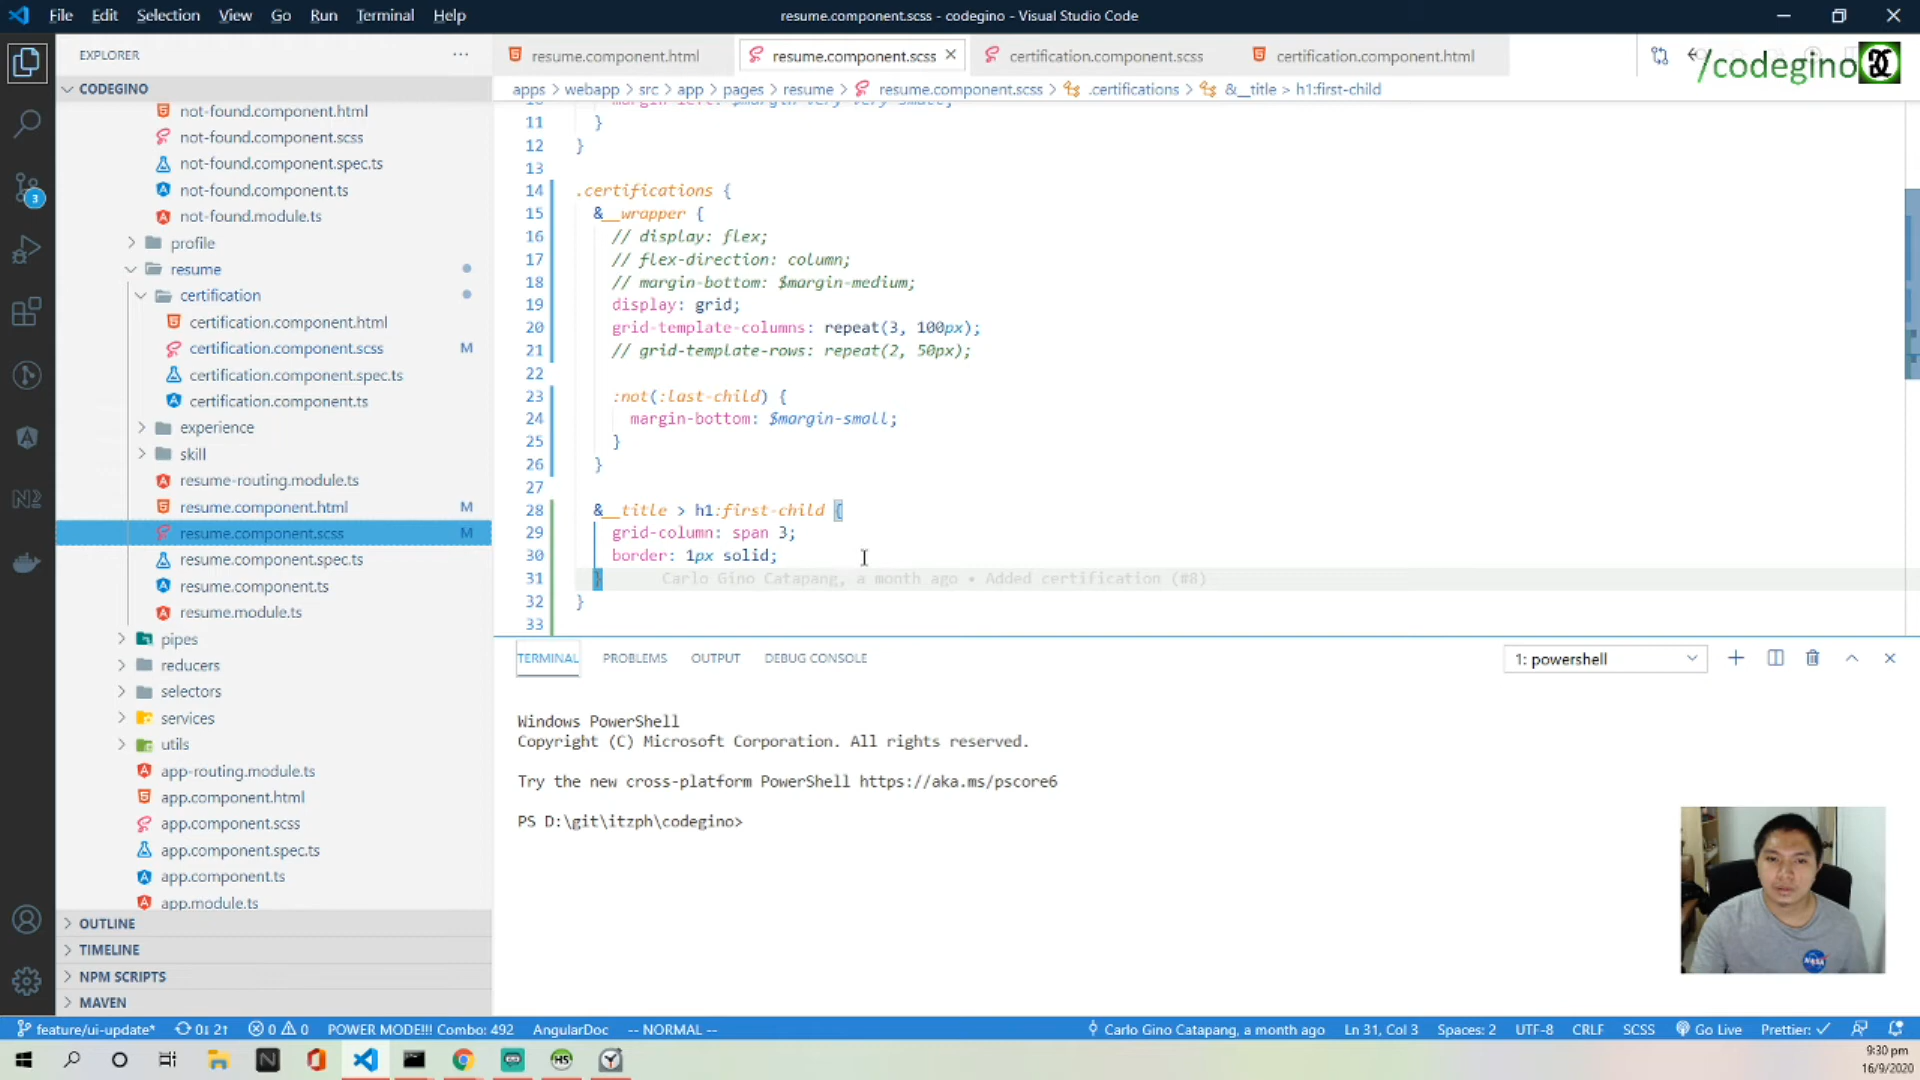 File Edit Selection View Go Run Terminal Help
resume.component.scss - codegino - Visual Studio Code
EXPLORER
resume.component.html
resume.component.scss
certification.component.scss
certification.component.html
/codegino
CODEGINO
apps > webapp > src > app > pages > resume > resume.component.scss > .certifications > &__title > h1:first-child
not-found.component.html
not-found.component.scss
not-found.component.spec.ts
not-found.component.ts
not-found.module.ts
profile
resume
certification
certification.component.html
certification.component.scss M
certification.component.spec.ts
certification.component.ts
experience
skill
resume-routing.module.ts
resume.component.html M
resume.component.scss M
resume.component.spec.ts
resume.component.ts
resume.module.ts
pipes
reducers
selectors
services
utils
app-routing.module.ts
app.component.html
app.component.scss
app.component.spec.ts
app.component.ts
app.module.ts
OUTLINE
TIMELINE
NPM SCRIPTS
MAVEN
3
10 margin-left: $margin-very-very-small;
11 }
12 }
13
14 .certifications {
15 &__wrapper {
16 // display: flex;
17 // flex-direction: column;
18 // margin-bottom: $margin-medium;
19 display: grid;
20 grid-template-columns: repeat(3, 100px);
21 // grid-template-rows: repeat(2, 50px);
22
23 :not(:last-child) {
24 margin-bottom: $margin-small;
25 }
26 }
27
28 &__title > h1:first-child {
29 grid-column: span 3;
30 border: 1px solid;
31 } Carlo Gino Catapang, a month ago • Added certification (#8)
32 }
33
TERMINAL PROBLEMS OUTPUT DEBUG CONSOLE
1: powershell
Windows PowerShell
Copyright (C) Microsoft Corporation. All rights reserved.
Try the new cross-platform PowerShell https://aka.ms/pscore6
PS D:\git\itzph\codegino>
NASA
feature/ui-update* 0↓ 2↑ 0 0 POWER MODE!!! Combo: 492 AngularDoc -- NORMAL --
Carlo Gino Catapang, a month ago Ln 31, Col 3 Spaces: 2 UTF-8 CRLF SCSS Go Live Prettier: ✓
9:30 pm
16/9/2020